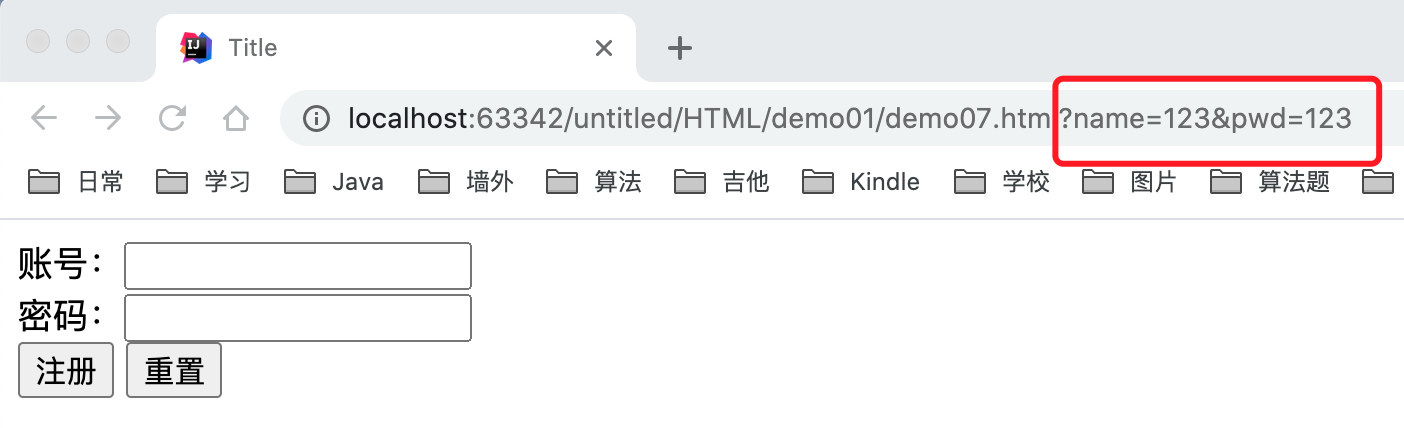 IJ Title
localhost:63342/untitled/HTML/demo01/demo07.htm?name=123&pwd=123
日常 学习 Java 墙外 算法 吉他 Kindle 学校 图片 算法题
账号：
密码：
注册 重置